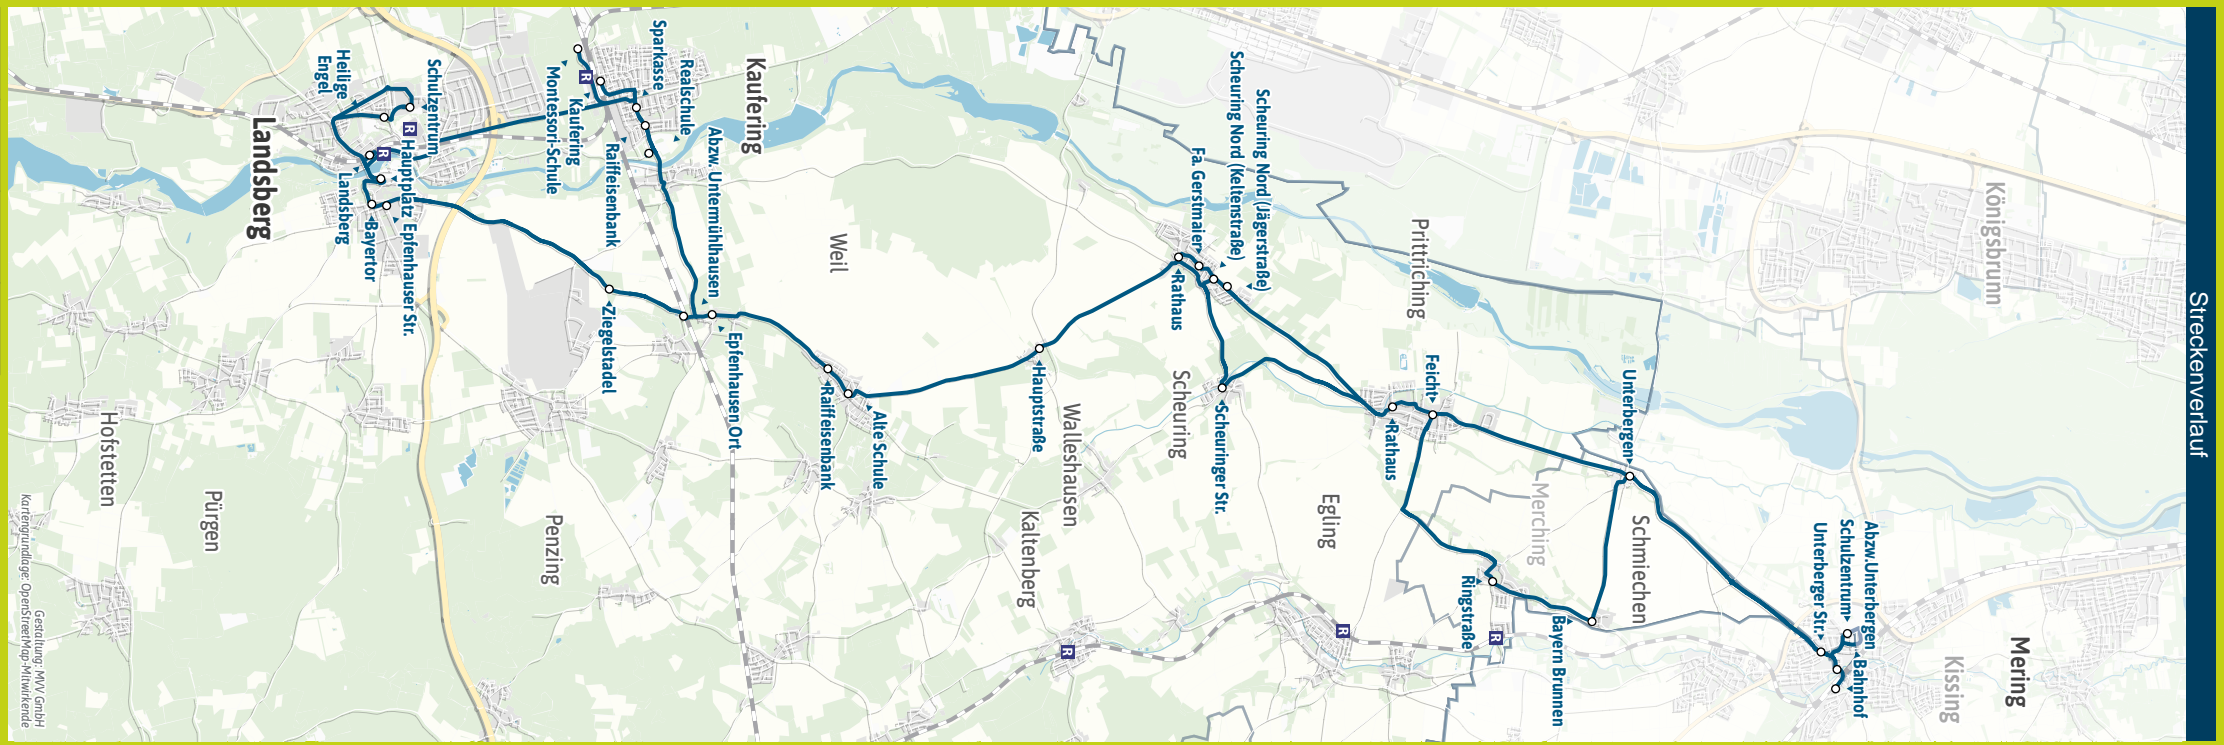 Streckenverlauf
Mering
Kissing
Königsbrunn
Abzw.Unterbergen
Schulzentrum
Unterberger Str.
Bahnhof
Schmiechen
Unterbergen
Merching
Bayern Brunnen
Ringstraße
Prittriching
Feicht
Rathaus
Egling
Scheuring Nord (Jägerstraße)
Scheuring Nord (Keltenstraße)
Fa. Gerstmaier
Rathaus
Scheuringer Str.
Scheuring
Walleshausen
Hauptstraße
Kaltenberg
Weil
Alte Schule
Raiffeisenbank
Kaufering
Abzw. Untermühlhausen
Epfenhausen Ort
Realschule
Sparkasse
Raiffeisenbank
Kaufering
Montessori-Schule
Ziegelstadel
Penzing
Schulzentrum
Hauptplatz
Epfenhauser Str.
Bayertor
Landsberg
Heilige
Engel
Landsberg
Pürgen
Hofstetten
R
R
R
R
R
R
R
Gestaltung: MVV GmbH
Kartengrundlage: OpenStreetMap-Mitwirkende